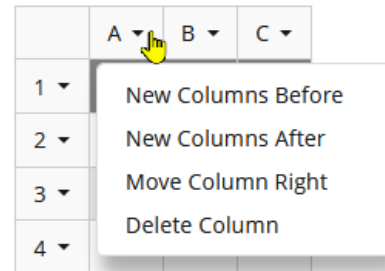 A B C
1
New Columns Before
2
New Columns After
Move Column Right
3
Delete Column
4